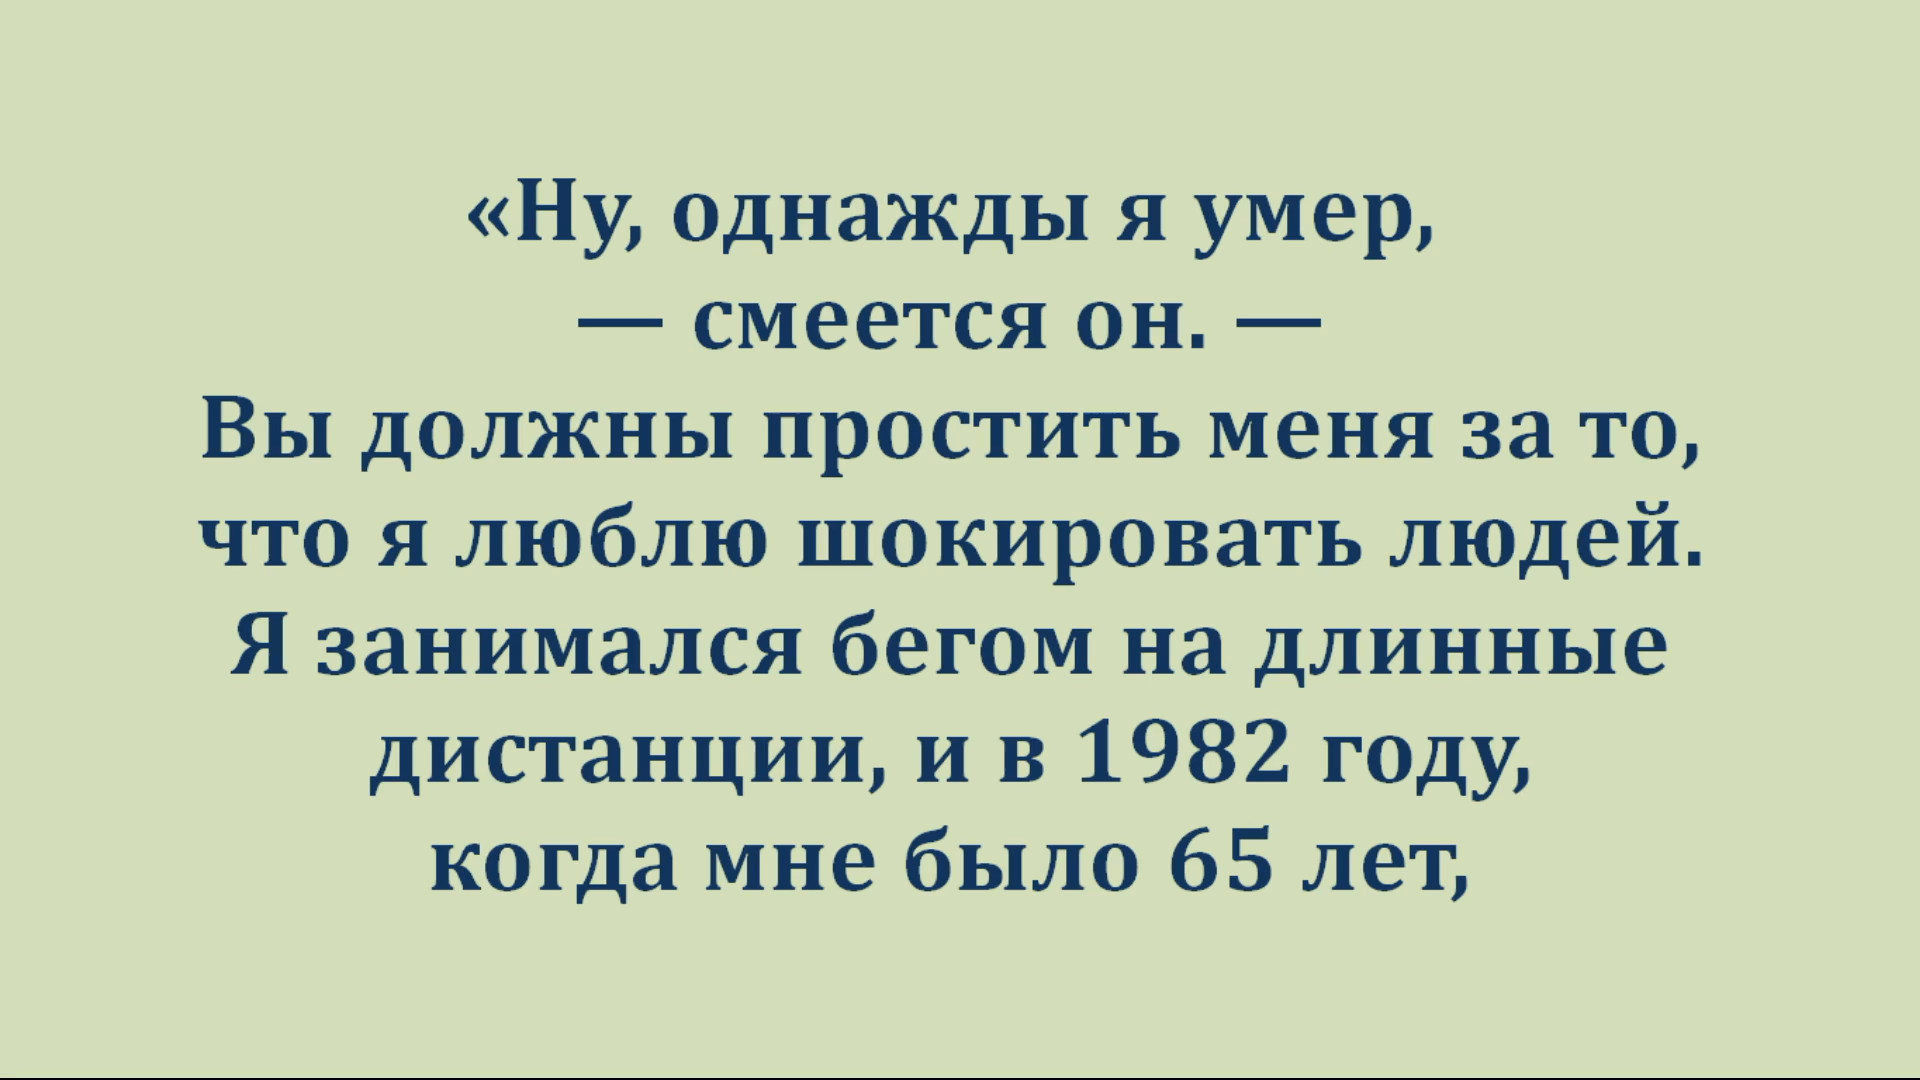 «Ну, однажды я умер,
— смеется он. —
Вы должны простить меня за то,
что я люблю шокировать людей.
Я занимался бегом на длинные
дистанции, и в 1982 году,
когда мне было 65 лет,